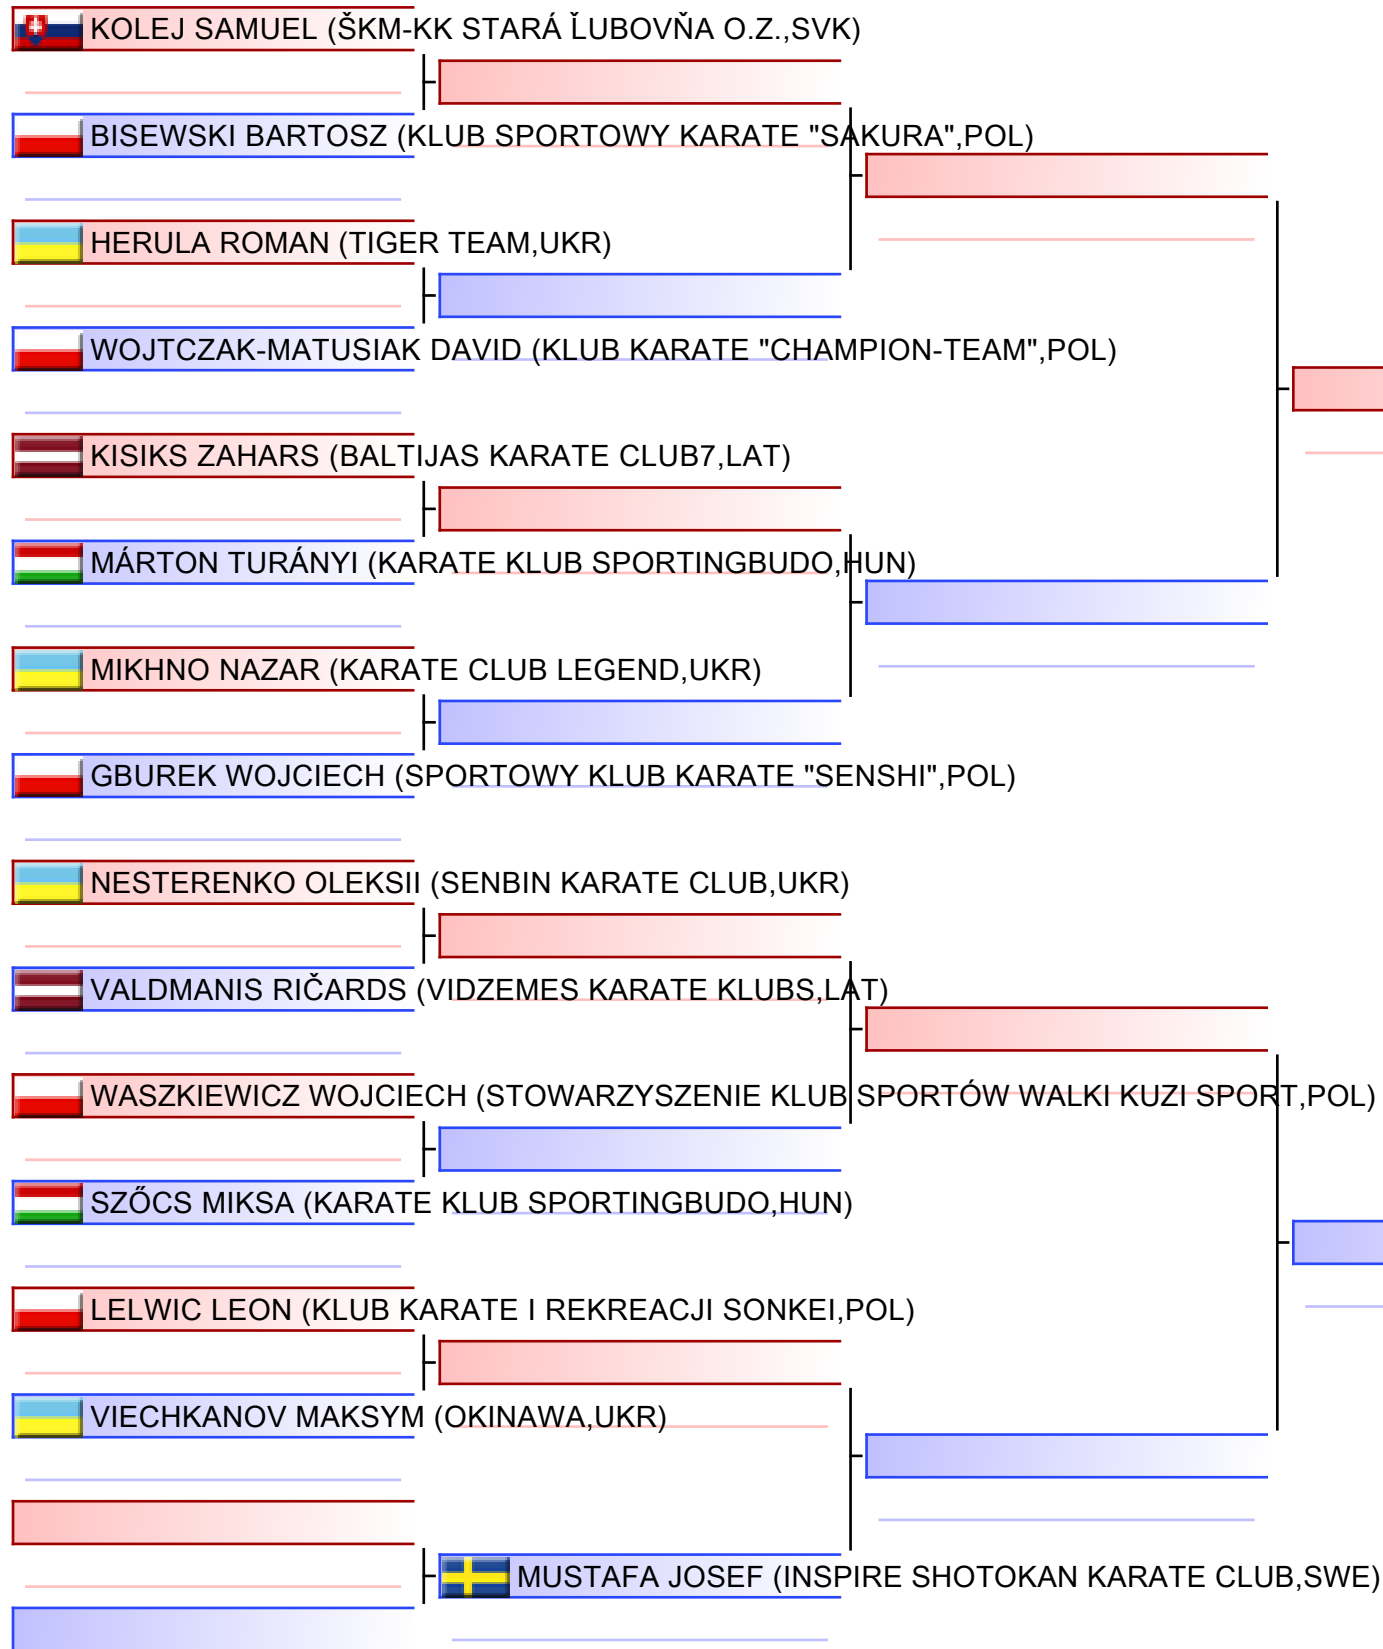 KOLEJ SAMUEL (ŠKM-KK STARÁ ĽUBOVŇA O.Z.,SVK)
BISEWSKI BARTOSZ (KLUB SPORTOWY KARATE "SAKURA",POL)
HERULA ROMAN (TIGER TEAM,UKR)
WOJTCZAK-MATUSIAK DAVID (KLUB KARATE "CHAMPION-TEAM",POL)
KISIKS ZAHARS (BALTIJAS KARATE CLUB7,LAT)
MÁRTON TURÁNYI (KARATE KLUB SPORTINGBUDO,HUN)
MIKHNO NAZAR (KARATE CLUB LEGEND,UKR)
GBUREK WOJCIECH (SPORTOWY KLUB KARATE "SENSHI",POL)
NESTERENKO OLEKSII (SENBIN KARATE CLUB,UKR)
VALDMANIS RIČARDS (VIDZEMES KARATE KLUBS,LAT)
WASZKIEWICZ WOJCIECH (STOWARZYSZENIE KLUB SPORTÓW WALKI KUZI SPORT,POL)
SZŐCS MIKSA (KARATE KLUB SPORTINGBUDO,HUN)
LELWIC LEON (KLUB KARATE I REKREACJI SONKEI,POL)
VIECHKANOV MAKSYM (OKINAWA,UKR)
MUSTAFA JOSEF (INSPIRE SHOTOKAN KARATE CLUB,SWE)